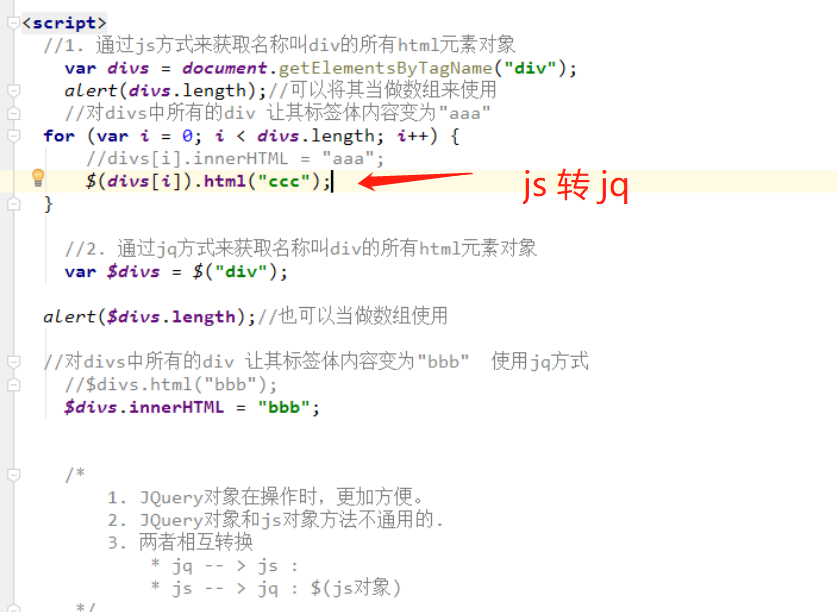 <script>
//1. 通过js方式来获取名称叫div的所有html元素对象
var divs = document.getElementsByTagName("div");
alert(divs.length);//可以将其当做数组来使用
//对divs中所有的div 让其标签体内容变为"aaa"
for (var i = 0; i < divs.length; i++) {
//divs[i].innerHTML = "aaa";
$(divs[i]).html("ccc");
js 转 jq
}
//2. 通过jq方式来获取名称叫div的所有html元素对象
var $divs = $("div");
alert($divs.length);//也可以当做数组使用
//对divs中所有的div 让其标签体内容变为"bbb"  使用jq方式
//$divs.html("bbb");
$divs.innerHTML = "bbb";
/*
1. JQuery对象在操作时，更加方便。
2. JQuery对象和js对象方法不通用的.
3. 两者相互转换
* jq -- > js :
* js -- > jq : $(js对象)
*/